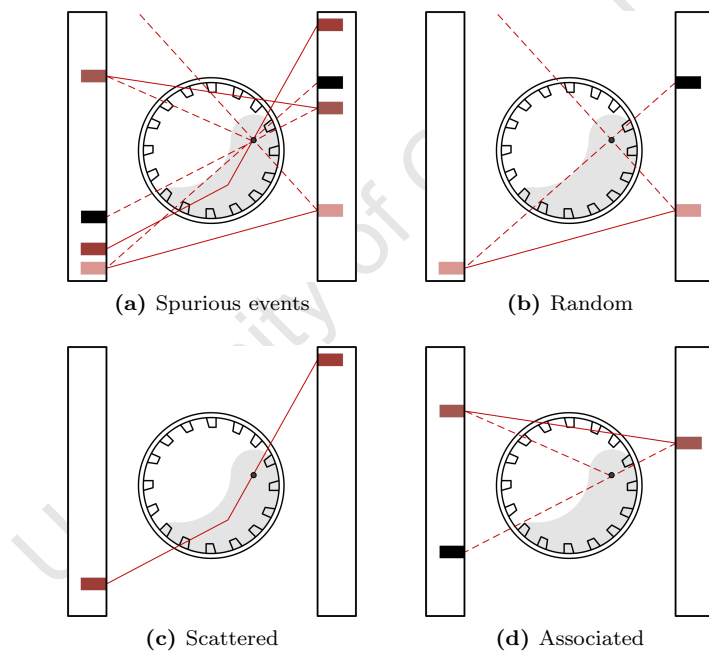 (a) Spurious events
(b) Random
(c) Scattered
(d) Associated